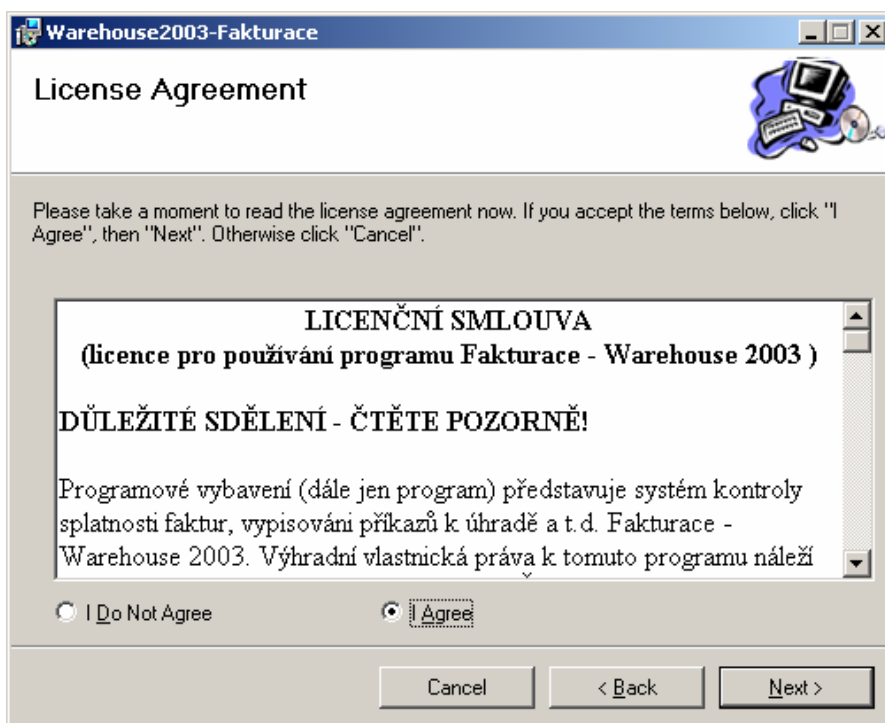 Warehouse2003-Fakturace
License Agreement
Please take a moment to read the license agreement now. If you accept the terms below, click "I
Agree", then "Next". Otherwise click "Cancel".
LICENČNÍ SMLOUVA
(licence pro používání programu Fakturace - Warehouse 2003 )
DŮLEŽITÉ SDĚLENÍ - ČTĚTE POZORNĚ!
Programové vybavení (dále jen program) představuje systém kontroly
splatnosti faktur, vypisováni příkazů k úhradě a t.d. Fakturace -
Warehouse 2003. Výhradní vlastnická práva k tomuto programu náleží
I Do Not Agree
I Agree
Cancel
< Back
Next >